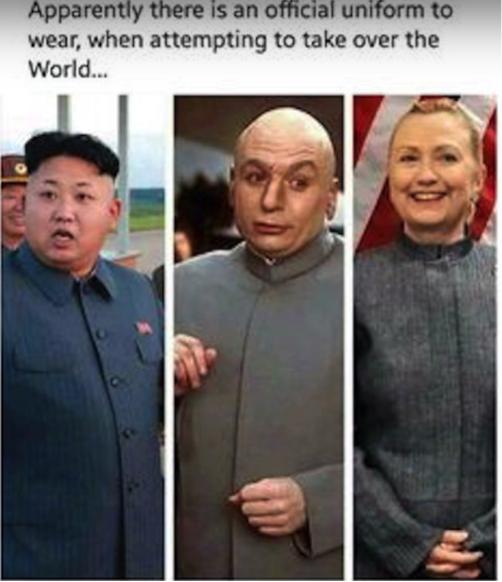 Apparently there is an official uniform to
wear, when attempting to take over the
World...